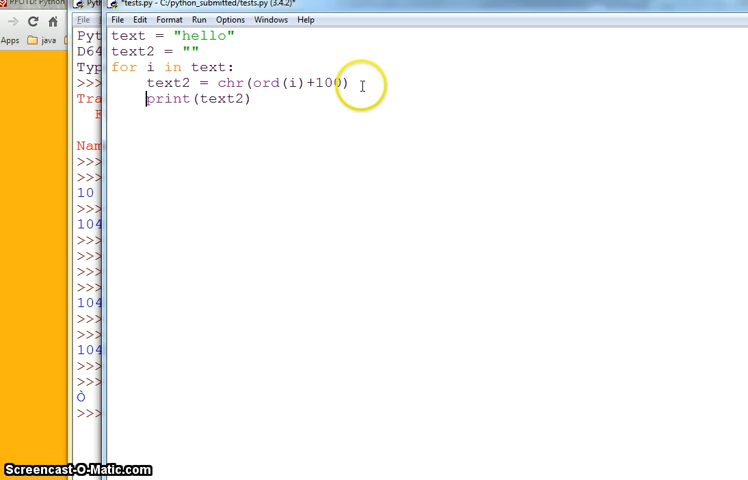 PFOTD: Python
*tests.py - C:/python_submitted/tests.py (3.4.2)*
File
File Edit Format Run Options Windows Help
Apps java
Pyt
D64
Typ
>>>
Tra
F
Nam
>>>
>>>
10
>>>
104
>>>
>>>
>>>
104
>>>
>>>
104
>>>
>>>
Ò
>>>
text = "hello"
text2 = ""
for i in text:
text2 = chr(ord(i)+100)
print(text2)
Screencast-O-Matic.com